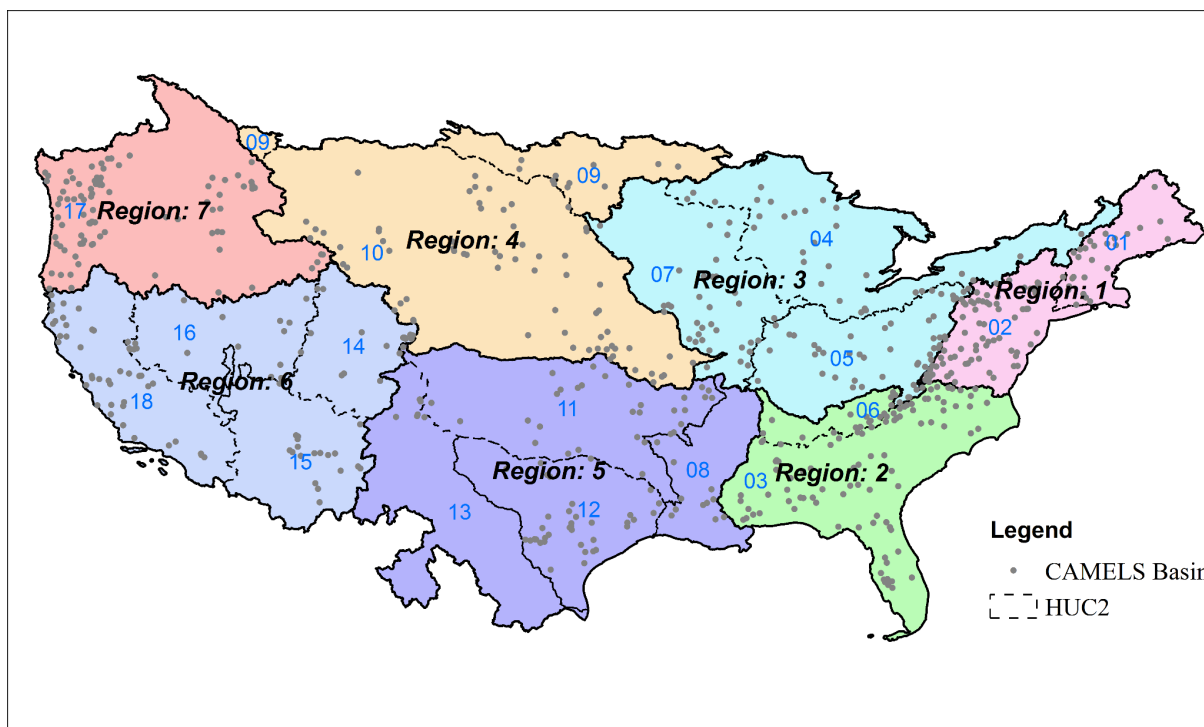 09
09
17
Region: 7
01
10
Region: 4
04
07
Region: 3
Region: 1
16
14
02
05
Region: 6
18
11
06
15
Region: 5
08
03
Region: 2
13
12
Legend
CAMELS Basin
HUC2